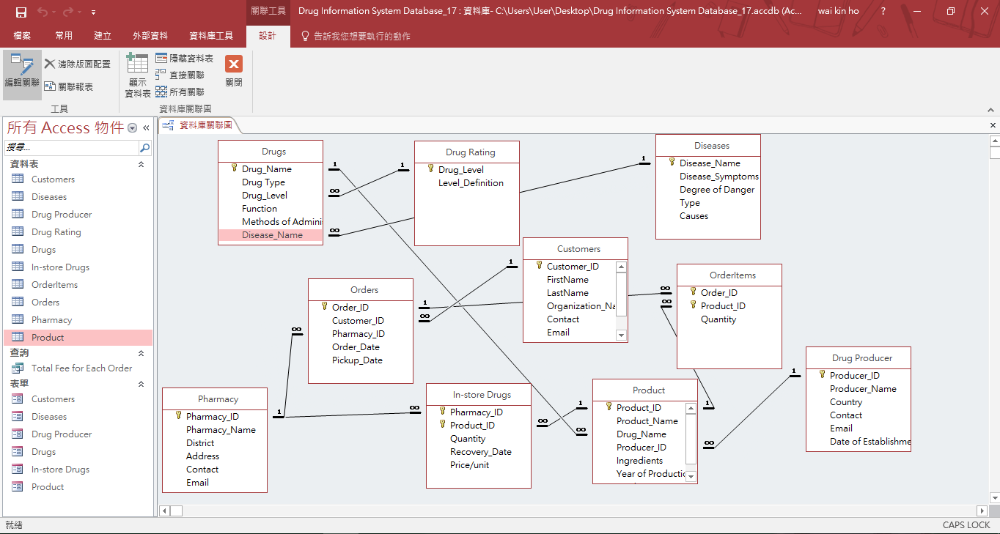 關聯工具
Drug Information System Database_17 : 資料庫- C:\Users\User\Desktop\Drug Information System Database_17.accdb (Ac...
wai kin ho
?
檔案
常用
建立
外部資料
資料庫工具
設計
告訴我您想要執行的動作
編輯關聯
清除版面配置
關聯報表
工具
顯示
資料表
隱藏資料表
直接關聯
所有關聯
關閉
資料庫關聯圖
所有 Access 物件
搜尋...
資料表
Customers
Diseases
Drug Producer
Drug Rating
Drugs
In-store Drugs
OrderItems
Orders
Pharmacy
Product
查詢
Total Fee for Each Order
表單
Customers
Diseases
Drug Producer
Drugs
In-store Drugs
Product
資料庫關聯圖
Drugs
Drug_Name
Drug Type
Drug_Level
Function
Methods of Admini
Disease_Name
1
∞
∞
Drug Rating
Drug_Level
Level_Definition
1
Diseases
Disease_Name
Disease_Symptoms
Degree of Danger
Type
Causes
1
Customers
Customer_ID
FirstName
LastName
Organization_Na
Contact
Email
1
OrderItems
Order_ID
Product_ID
Quantity
∞
∞
Orders
Order_ID
Customer_ID
Pharmacy_ID
Order_Date
Pickup_Date
1
∞
∞
Drug Producer
Producer_ID
Producer_Name
Country
Contact
Email
Date of Establishme
1
Pharmacy
Pharmacy_ID
Pharmacy_Name
District
Address
Contact
Email
1
In-store Drugs
Pharmacy_ID
Product_ID
Quantity
Recovery_Date
Price/unit
∞
∞
Product
Product_ID
Product_Name
Drug_Name
Producer_ID
Ingredients
Year of Productic
1
∞
1
∞
就緒
CAPS LOCK